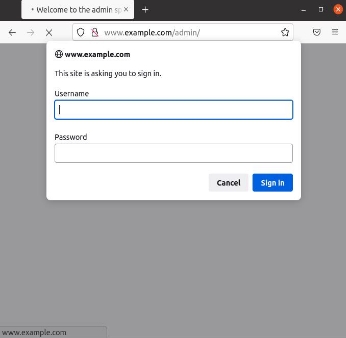 Welcome to the admin sp
www.example.com/admin/
www.example.com
This site is asking you to sign in.
Username
Password
Cancel
Sign in
www.example.com